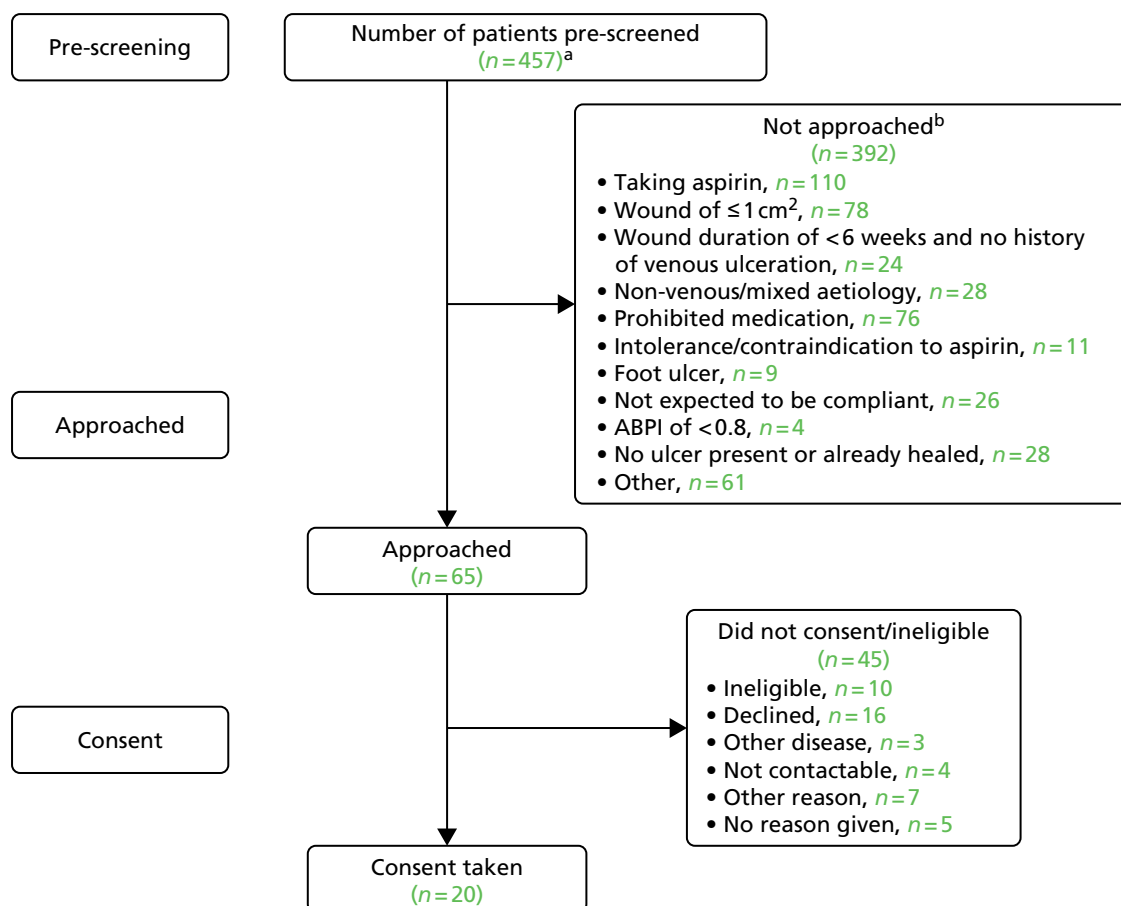 Pre-screening
Number of patients pre-screened
(n=457)a
Not approachedb
(n=392)
• Taking aspirin, n=110
• Wound of ≤1cm2, n=78
• Wound duration of <6 weeks and no history
of venous ulceration, n=24
• Non-venous/mixed aetiology, n=28
• Prohibited medication, n=76
• Intolerance/contraindication to aspirin, n=11
• Foot ulcer, n=9
• Not expected to be compliant, n=26
• ABPI of <0.8, n=4
• No ulcer present or already healed, n=28
• Other, n=61
Approached
Approached
(n=65)
Did not consent/ineligible
(n=45)
• Ineligible, n=10
• Declined, n=16
• Other disease, n=3
• Not contactable, n=4
• Other reason, n=7
• No reason given, n=5
Consent
Consent taken
(n=20)